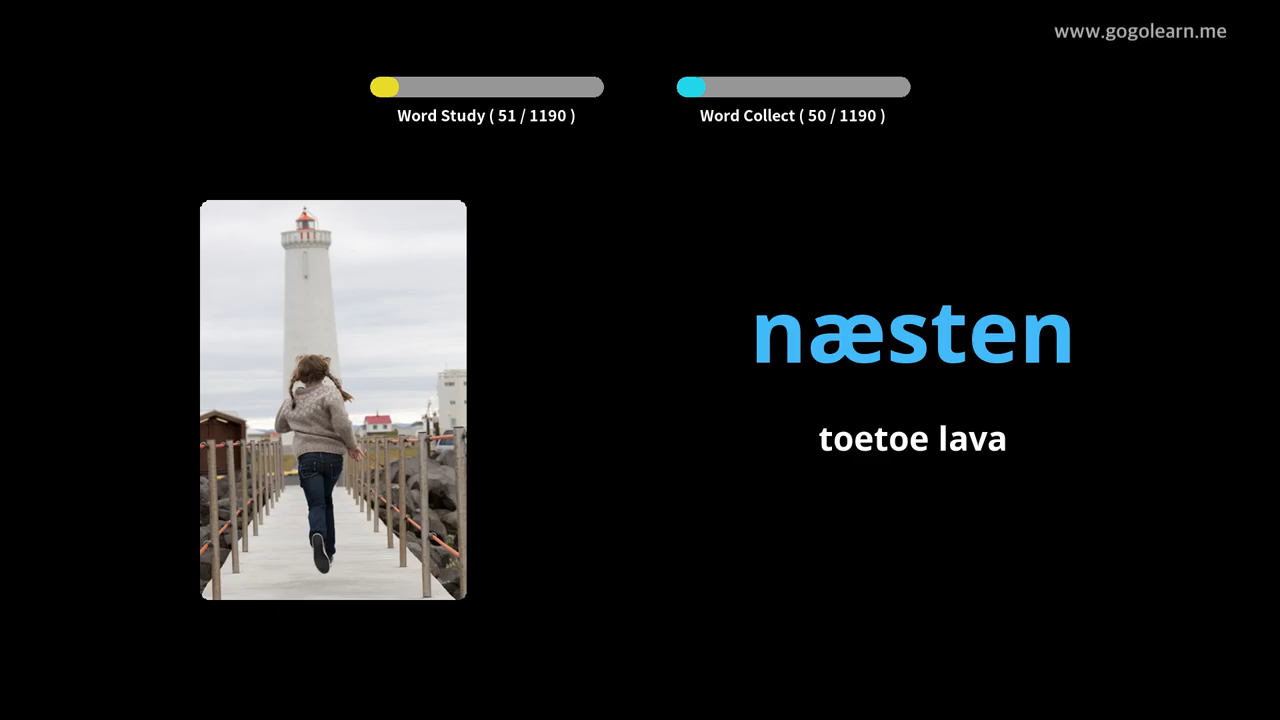 www.gogolearn.me
Word Study ( 51 / 1190 )
Word Collect ( 50 / 1190 )
næsten
toetoe lava